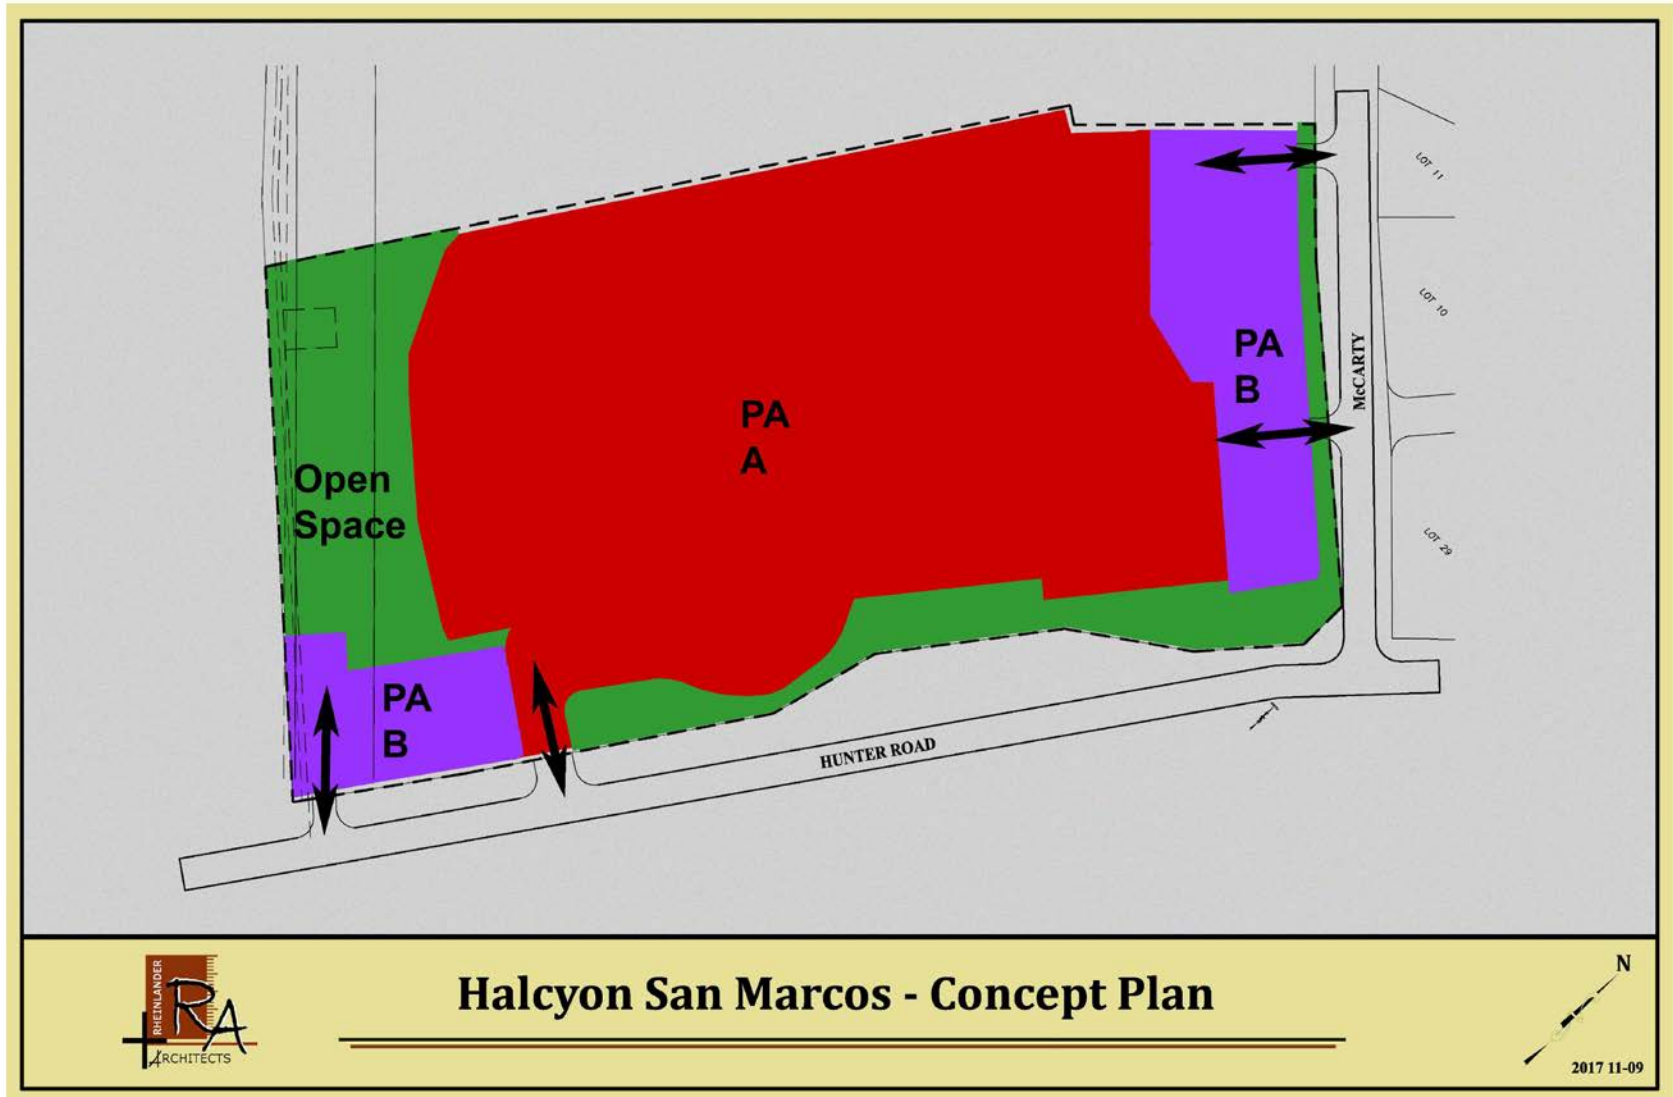 LOT 11
LOT 10
PA
B
McCARTY
PA
A
Open
Space
LOT 29
PA
B
HUNTER ROAD
RHEINLANDER
RA
ARCHITECTS
Halcyon San Marcos - Concept Plan
N
2017 11-09